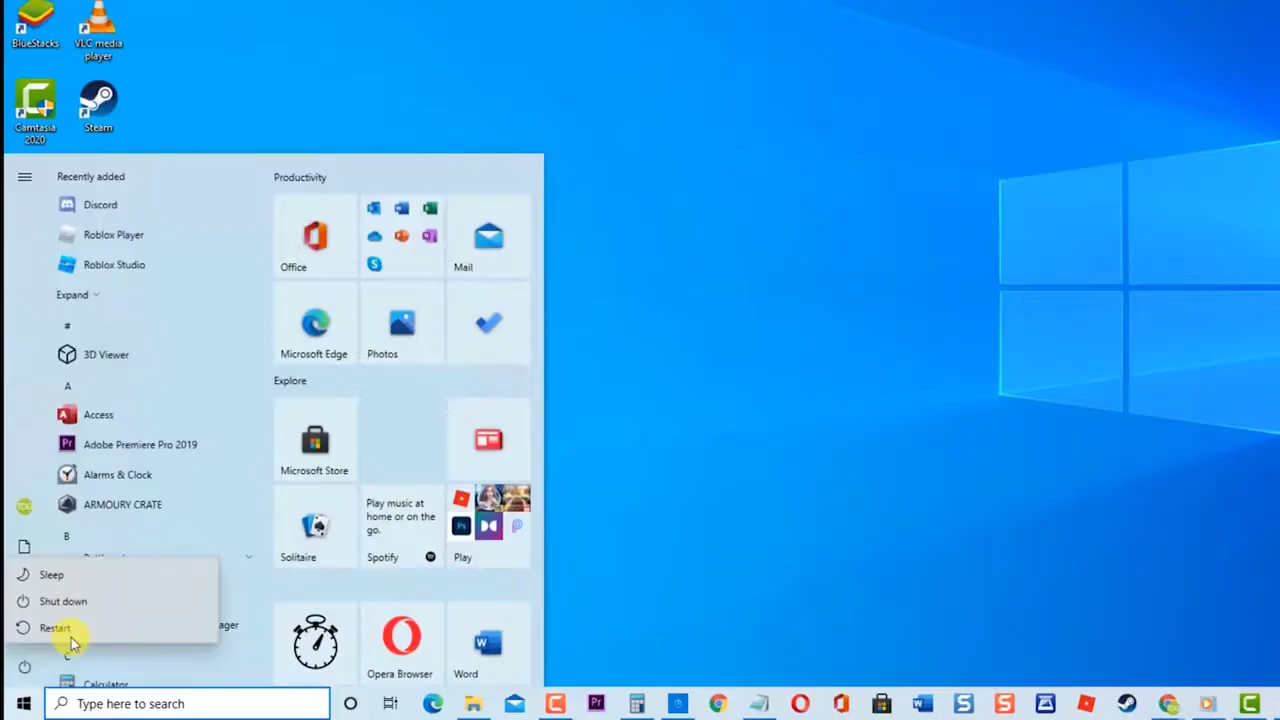 BlueStacks
VLC media
player
Camtasia
2020
Steam
Recently added
Discord
Roblox Player
Roblox Studio
Expand
#
3D Viewer
A
Access
Adobe Premiere Pro 2019
Alarms & Clock
ARMOURY CRATE
B
Sleep
Shut down
Restart
ager
C
Calculator
Productivity
Office
Mail
Microsoft Edge
Photos
Explore
Microsoft Store
Solitaire
Play music at
home or on the
go.
Spotify
Play
Opera Browser
Word
Type here to search